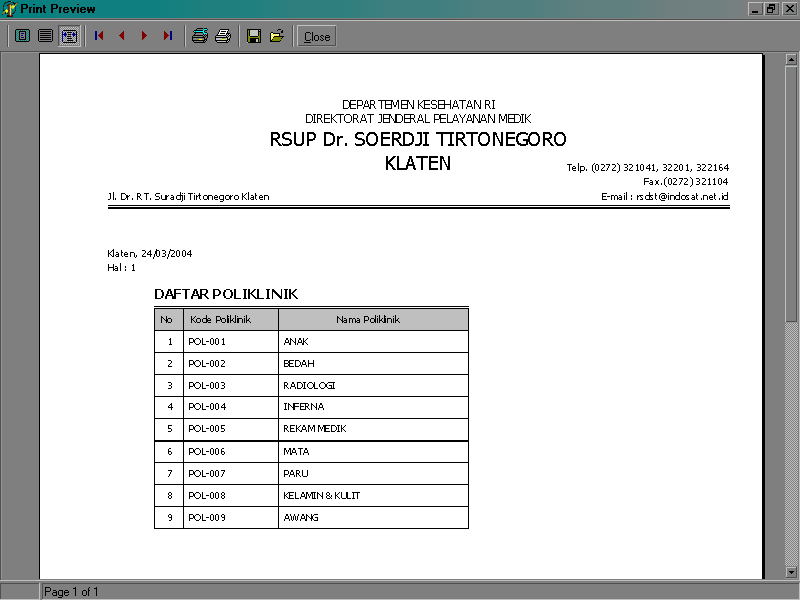 Print Preview
Close
DEPARTEMEN KESEHATAN RI
DIREKTORAT JENDERAL PELAYANAN MEDIK
RSUP Dr. SOERDJI TIRTONEGORO
KLATEN
Telp. (0272) 321041, 32201, 322164
Fax.(0272) 321104
Jl. Dr. RT. Suradji Tirtonegoro Klaten E-mail : rsdst@indosat.net.id
Klaten, 24/03/2004
Hal : 1
DAFTAR POLIKLINIK
No Kode Poliklinik Nama Poliklinik
1 POL-001 ANAK
2 POL-002 BEDAH
3 POL-003 RADIOLOGI
4 POL-004 INFERNA
5 POL-005 REKAM MEDIK
6 POL-006 MATA
7 POL-007 PARU
8 POL-008 KELAMIN & KULIT
9 POL-009 AWANG
Page 1 of 1